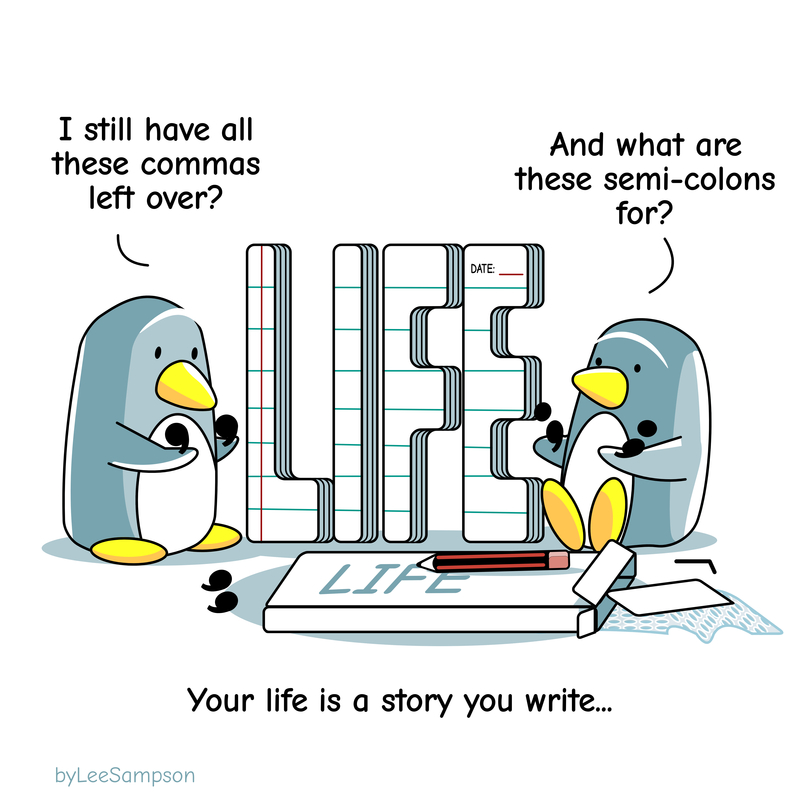 I still have all
these commas
left over?
And what are
these semi-colons
for?
LIFE
DATE:
LIFE
Your life is a story you write...
byLeeSampson